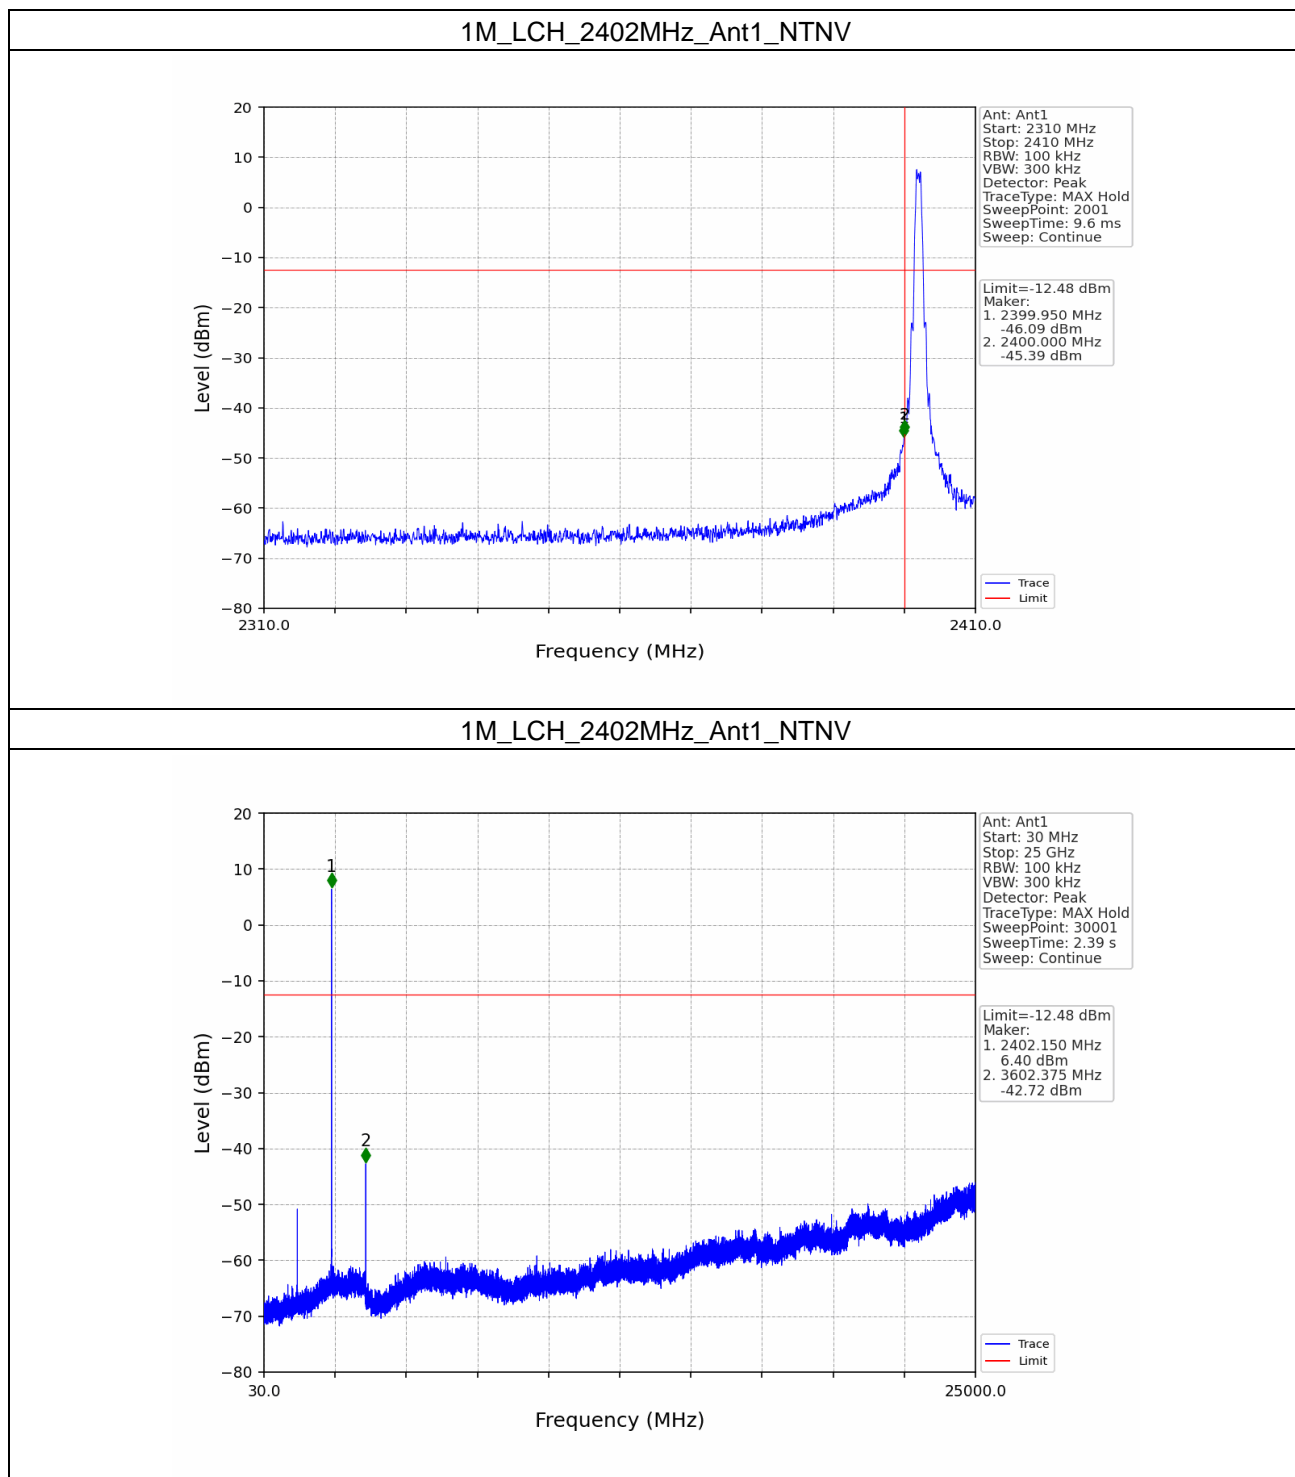 1M_LCH_2402MHz_Ant1_NTNV
20
10
0
−10
−20
−30
−40
−50
−60
−70
−80
Level (dBm)
2310.0
2410.0
Frequency (MHz)
2
Ant: Ant1
Start: 2310 MHz
Stop: 2410 MHz
RBW: 100 kHz
VBW: 300 kHz
Detector: Peak
TraceType: MAX Hold
SweepPoint: 2001
SweepTime: 9.6 ms
Sweep: Continue
Limit=-12.48 dBm
Maker:
1. 2399.950 MHz
-46.09 dBm
2. 2400.000 MHz
-45.39 dBm
Trace
Limit
1M_LCH_2402MHz_Ant1_NTNV
20
10
0
−10
−20
−30
−40
−50
−60
−70
−80
Level (dBm)
30.0
25000.0
Frequency (MHz)
1
2
Ant: Ant1
Start: 30 MHz
Stop: 25 GHz
RBW: 100 kHz
VBW: 300 kHz
Detector: Peak
TraceType: MAX Hold
SweepPoint: 30001
SweepTime: 2.39 s
Sweep: Continue
Limit=-12.48 dBm
Maker:
1. 2402.150 MHz
6.40 dBm
2. 3602.375 MHz
-42.72 dBm
Trace
Limit